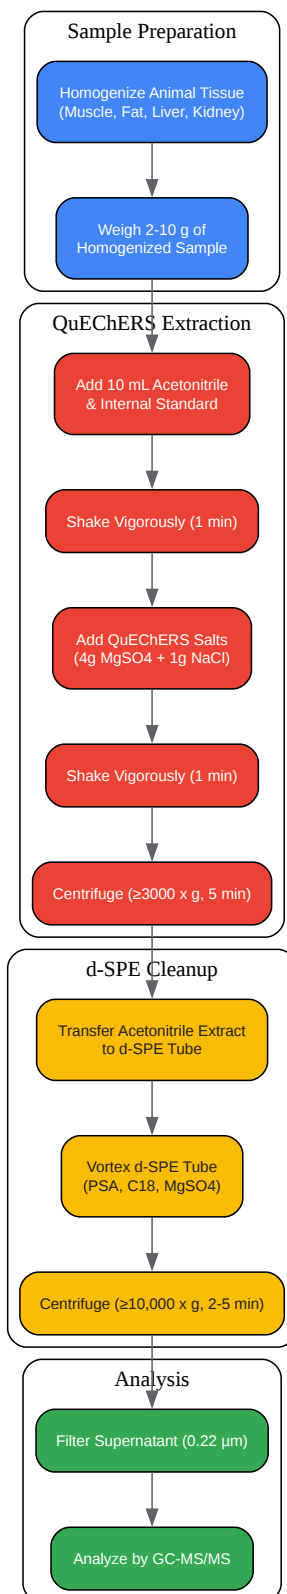 Sample Preparation
Homogenize Animal Tissue
(Muscle, Fat, Liver, Kidney)
Weigh 2-10 g of
Homogenized Sample
QuEChERS Extraction
Add 10 mL Acetonitrile
& Internal Standard
Shake Vigorously (1 min)
Add QuEChERS Salts
(4g MgSO4 + 1g NaCl)
Shake Vigorously (1 min)
Centrifuge (≥3000 x g, 5 min)
d-SPE Cleanup
Transfer Acetonitrile Extract
to d-SPE Tube
Vortex d-SPE Tube
(PSA, C18, MgSO4)
Centrifuge (≥10,000 x g, 2-5 min)
Analysis
Filter Supernatant (0.22 µm)
Analyze by GC-MS/MS